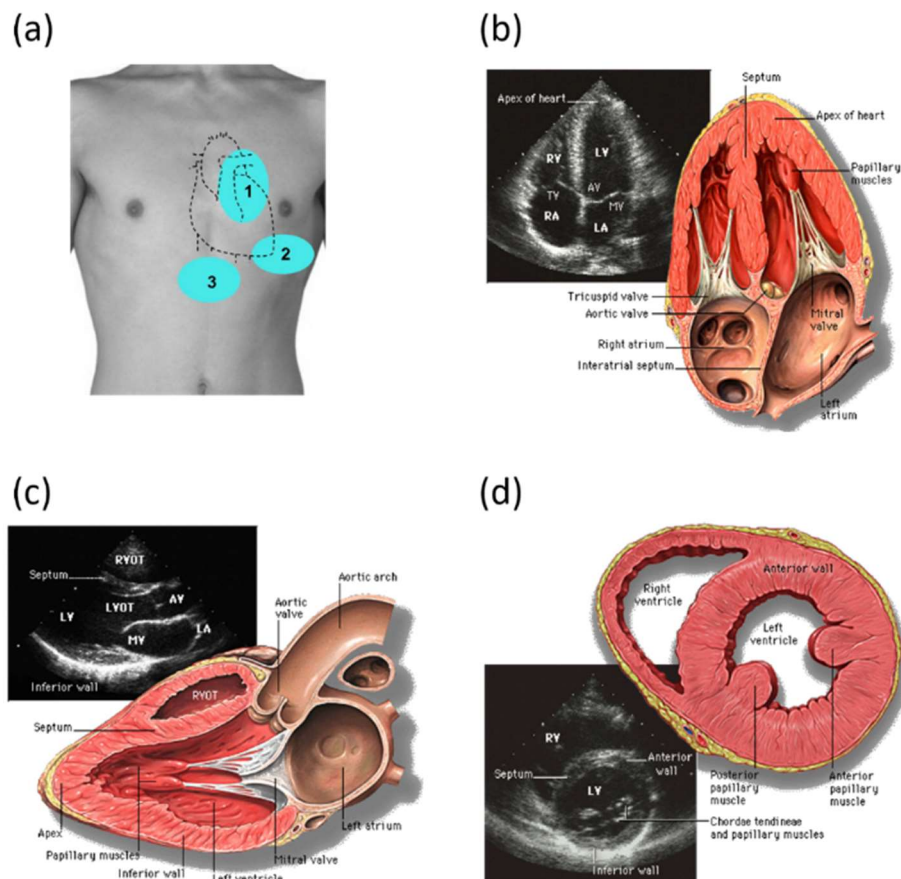 (a)
1
2
3
(b)
Septum
Apex of heart
Apex of heart
RV
LV
Papillary
muscles
TV
AV
MV
RA
LA
Tricuspid valve
Aortic valve
Mitral
valve
Right atrium
Interatrial septum
Left
atrium
(c)
RVOT
Septum
LVOT
AV
LV
MV
LA
Inferior wall
Aortic arch
Aortic
valve
RVOT
Septum
Apex
Papillary muscles
Inferior wall
Left ventricle
Mitral valve
Left atrium
(d)
Anterior wall
Right
ventricle
Left
ventricle
RV
Anterior
wall
Septum
LV
Posterior
papillary
muscle
Anterior
papillary
muscle
Chordae tendineae
and papillary muscles
Inferior wall